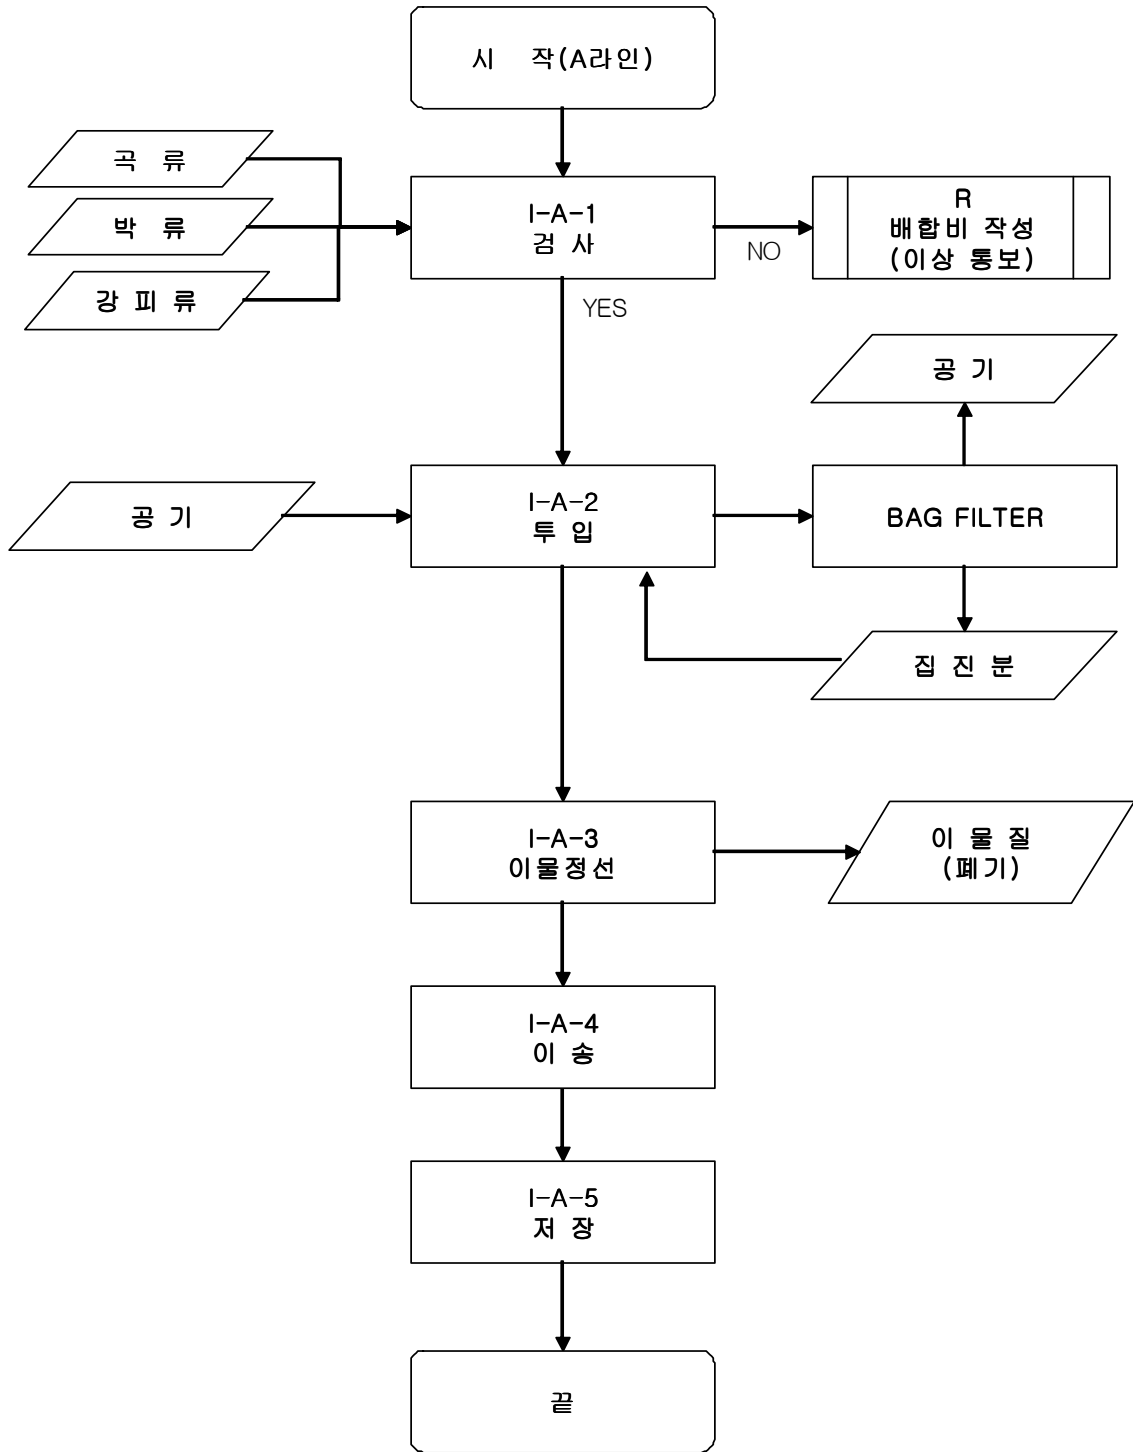 시 작(A라인)
곡 류
박 류
강 피 류
I-A-1
검 사
NO
R
배합비 작성
(이상 통보)
YES
공 기
공 기
I-A-2
투 입
BAG FILTER
집 진 분
I-A-3
이물정선
이 물 질
(폐기)
I-A-4
이 송
I-A-5
저 장
끝